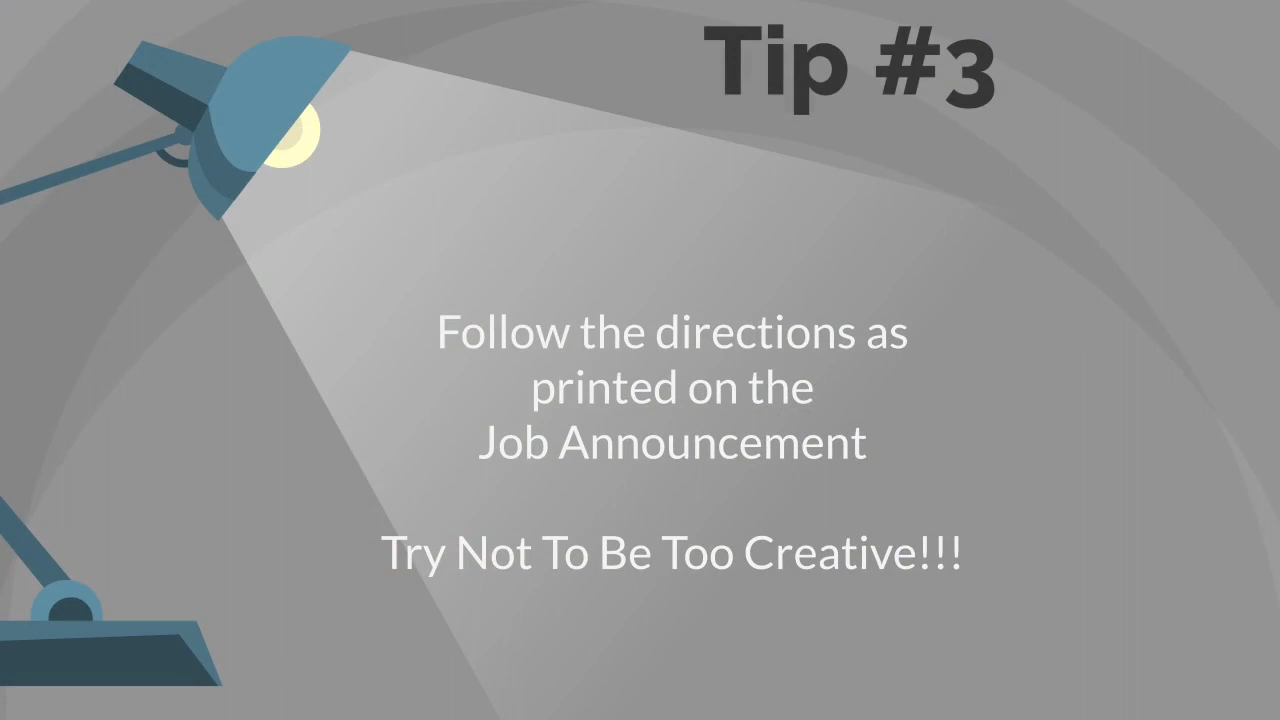 Tip #3
Follow the directions as
printed on the
Job Announcement
Try Not To Be Too Creative!!!